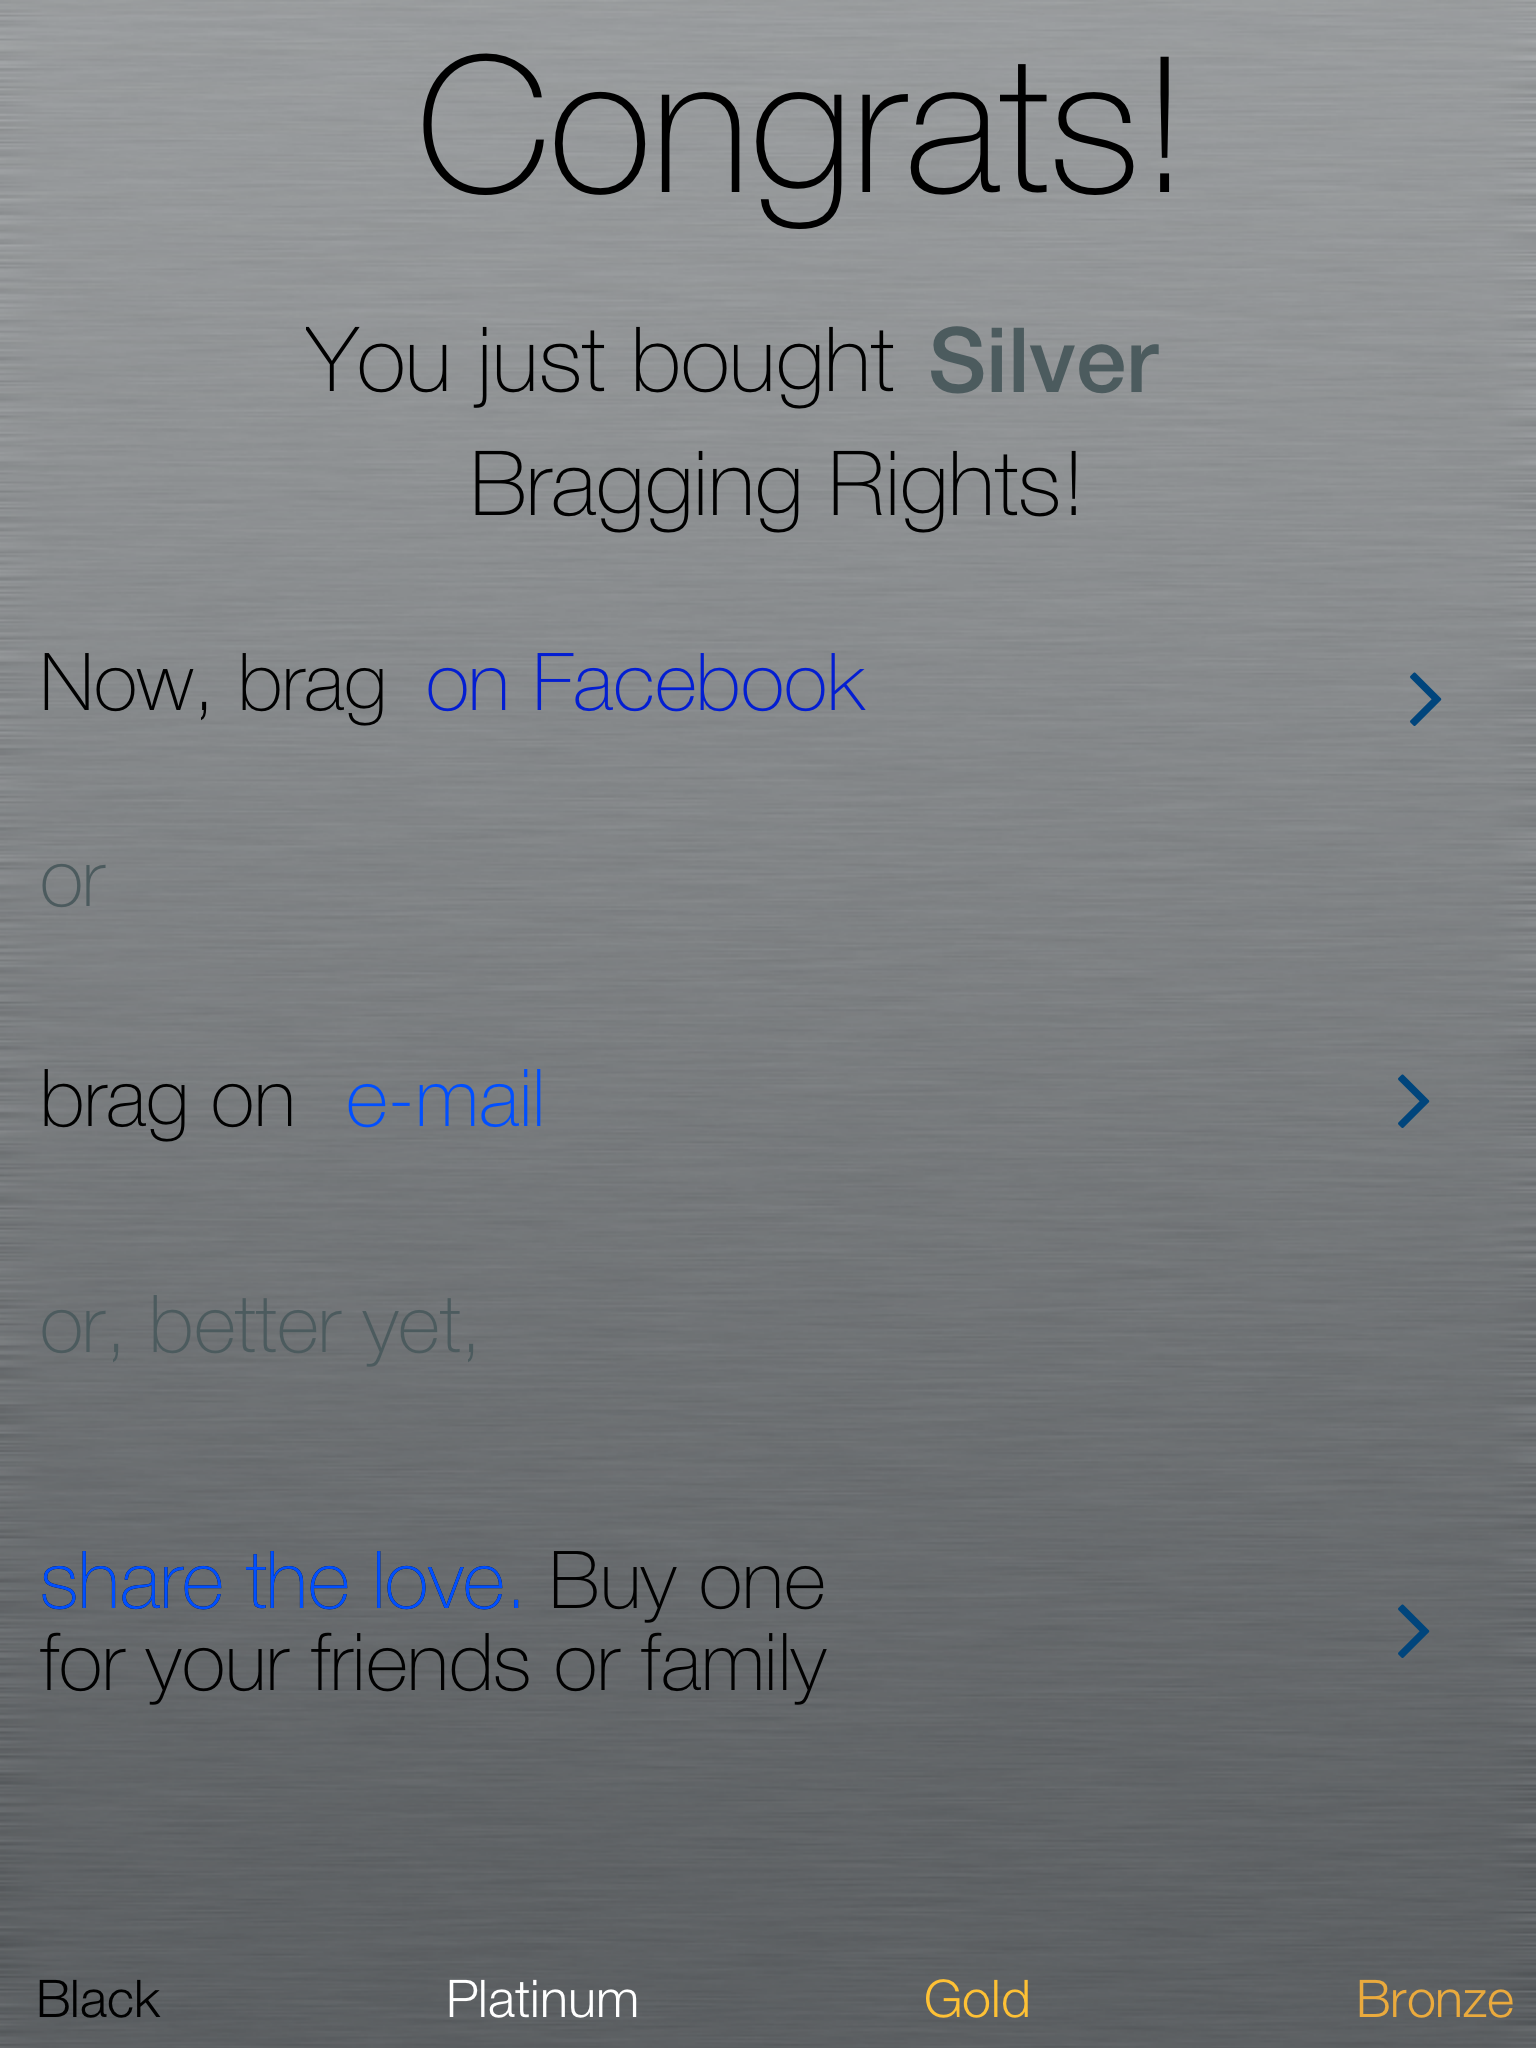 Congrats!
You just bought Silver
Bragging Rights!
Now, brag on Facebook
or
brag on e-mail
or, better yet,
share the love. Buy one
for your friends or family
Black Platinum Gold Bronze